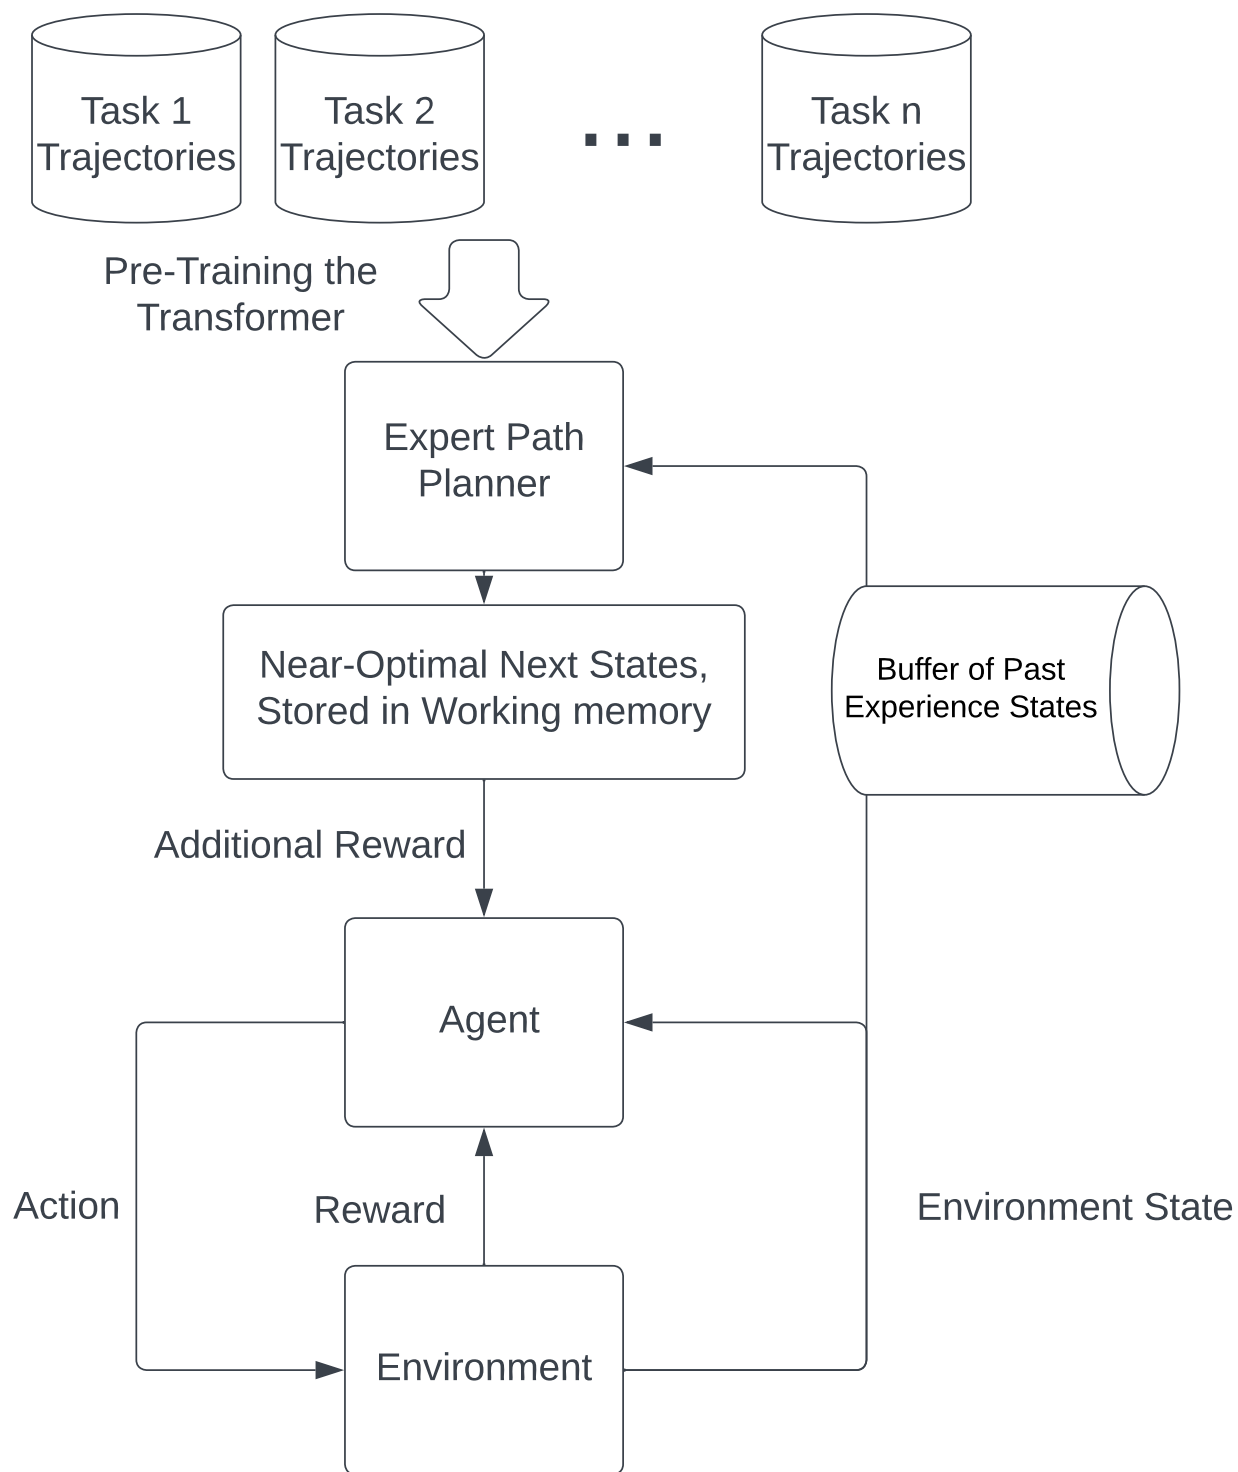 Task 1
Trajectories
Task 2
Trajectories
...
Task n
Trajectories
Pre-Training the
Transformer
Expert Path
Planner
Near-Optimal Next States,
Stored in Working memory
Buffer of Past
Experience States
Additional Reward
Agent
Action
Reward
Environment State
Environment